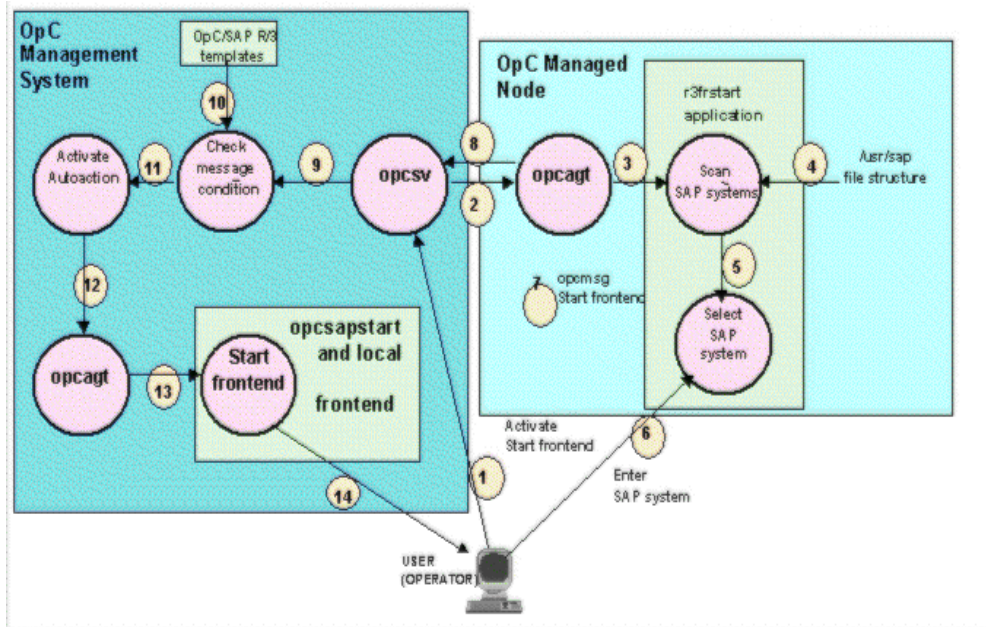 OpC
Management
System
OpC/SAP R/3
templates
10
Activate
Autoaction
11
Check
message
condition
9
opcsv
8
2
12
opcagt
13
Start
frontend
opcsapstart
and local
frontend
14
OpC Managed
Node
opcagt
3
r3frstart
application
Scan
SAP systems
4
/usr/sap
file structure
5
7
opcmsg
Start frontend
Select
SAP
system
Activate
Start frontend
6
1
Enter
SAP system
USER
(OPERATOR)